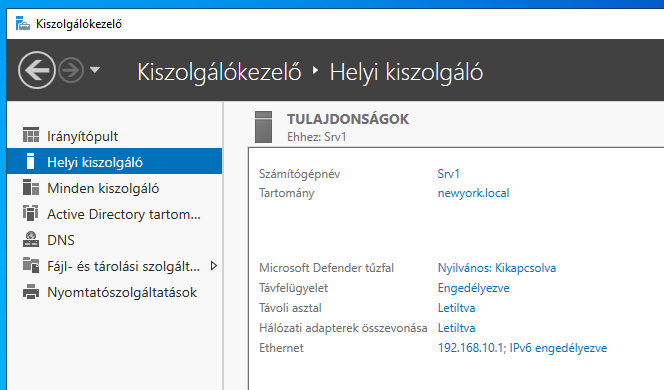 Kiszolgálókezelő
Kiszolgálókezelő ‣ Helyi kiszolgáló
Irányítópult
Helyi kiszolgáló
Minden kiszolgáló
Active Directory tartom...
DNS
Fájl- és tárolási szolgált...
Nyomtatószolgáltatások
TULAJDONSÁGOK
Ehhez: Srv1
Számítógépnév Srv1
Tartomány newyork.local
Microsoft Defender tűzfal Nyilvános: Kikapcsolva
Távfelügyelet Engedélyezve
Távoli asztal Letiltva
Hálózati adapterek összevonása Letiltva
Ethernet 192.168.10.1; IPv6 engedélyezve